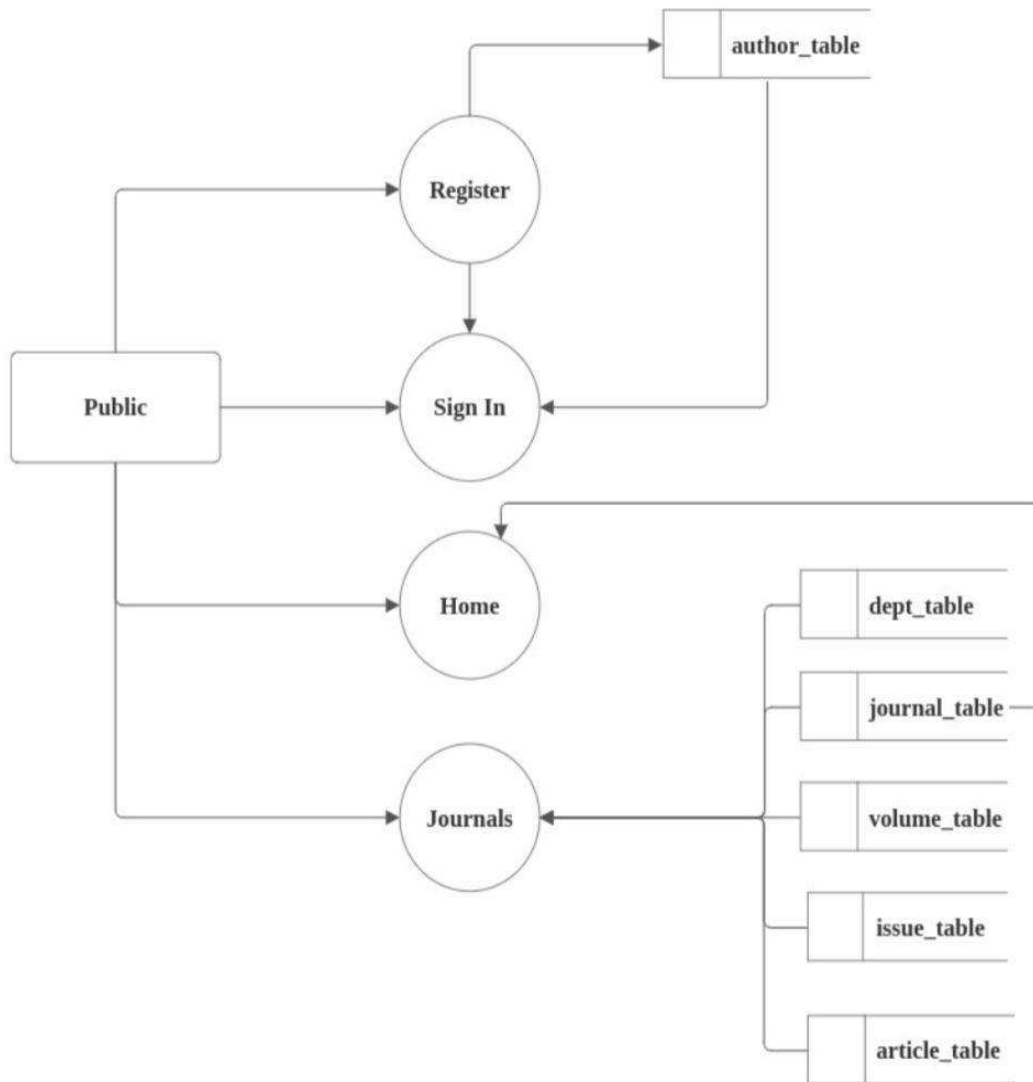 author_table
Register
Public
Sign In
Home
dept_table
journal_table
Journals
volume_table
issue_table
article_table